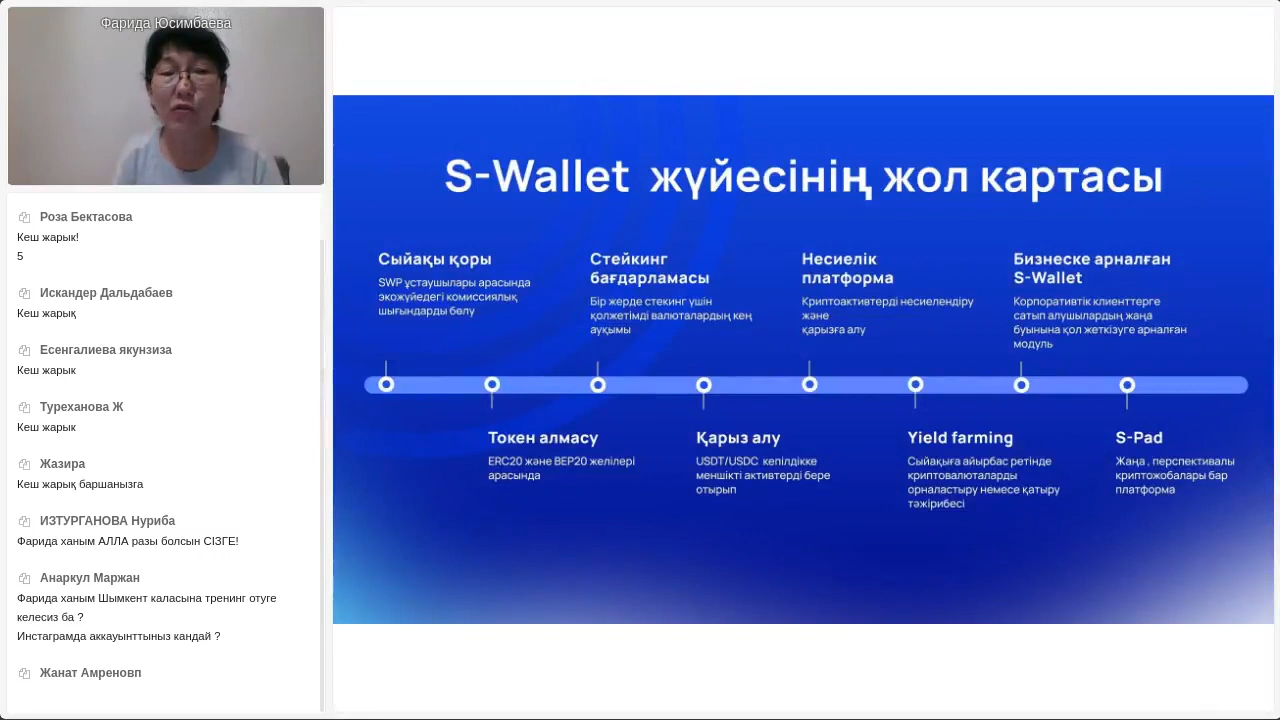 Фарида Юсимбаева
Роза Бектасова
Кеш жарык!
5
Искандер Дальдабаев
Кеш жарық
Есенгалиева якунзиза
Кеш жарык
Туреханова Ж
Кеш жарык
Жазира
Кеш жарық баршанызга
ИЗТУРГАНОВА Нуриба
Фарида ханым АЛЛА разы болсын СІЗГЕ!
Анаркул Маржан
Фарида ханым Шымкент каласына тренинг отуге
келесиз ба ?
Инстаграмда аккауынттыныз кандай ?
Жанат Амреновп
S-Wallet жүйесінің жол картасы
Сыйақы қоры
SWP ұстаушылары арасында
экожүйедегі комиссиялық
шығындарды бөлу
Стейкинг
бағдарламасы
Бір жерде стекинг үшін
қолжетімді валюталардың кең
ауқымы
Несиелік
платформа
Криптоактивтерді несиелендіру
және
қарызға алу
Бизнеске арналған
S-Wallet
Корпоративтік клиенттерге
сатып алушылардың жаңа
буынына қол жеткізуге арналған
модуль
Токен алмасу
ERC20 және BEP20 желілері
арасында
Қарыз алу
USDT/USDC кепілдікке
меншікті активтерді бере
отырып
Yield farming
Сыйақыға айырбас ретінде
криптовалюталарды
орналастыру немесе қатыру
тәжірибесі
S-Pad
Жаңа , перспективалы
криптожобалары бар
платформа